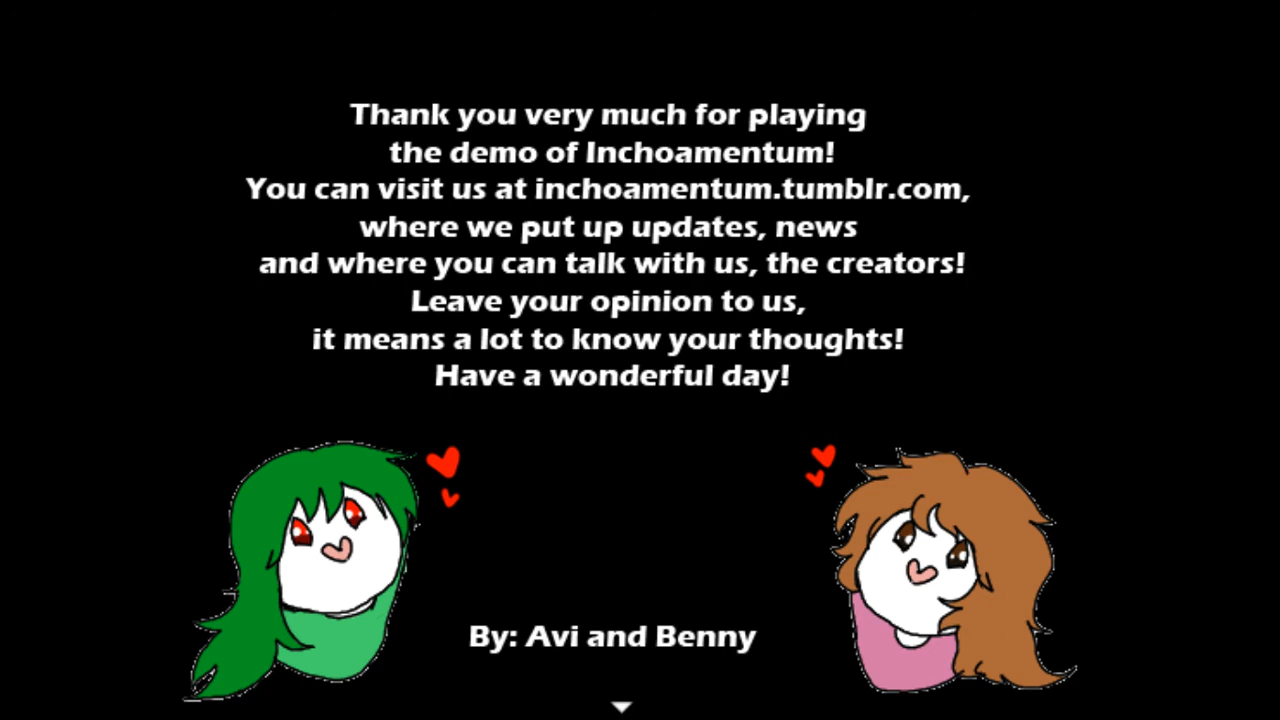 Thank you very much for playing
the demo of Inchoamentum!
You can visit us at inchoamentum.tumblr.com,
where we put up updates, news
and where you can talk with us, the creators!
Leave your opinion to us,
it means a lot to know your thoughts!
Have a wonderful day!
By: Avi and Benny